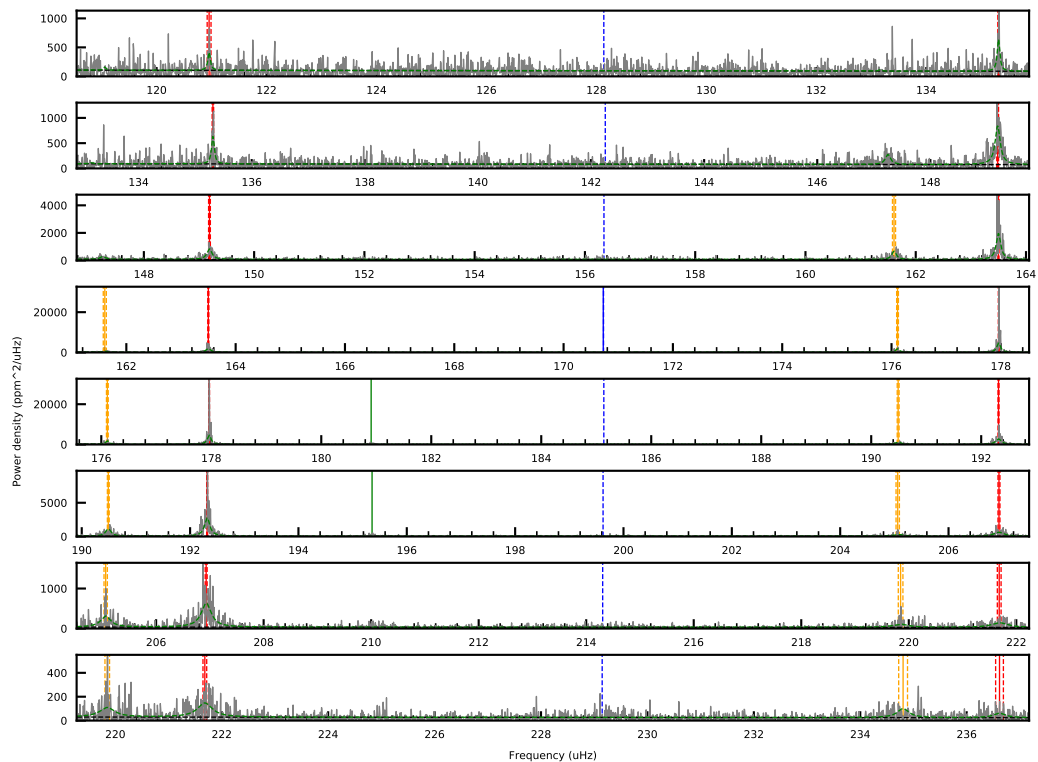 1000
500
0
120 122 124 126 128 130 132 134
1000
500
0
134 136 138 140 142 144 146 148
4000
2000
0
148 150 152 154 156 158 160 162 164
20000
0
162 164 166 168 170 172 174 176 178
20000
0
176 178 180 182 184 186 188 190 192
5000
0
190 192 194 196 198 200 202 204 206
1000
0
206 208 210 212 214 216 218 220 222
400
200
0
220 222 224 226 228 230 232 234 236
Power density (ppm^2/uHz)
Frequency (uHz)